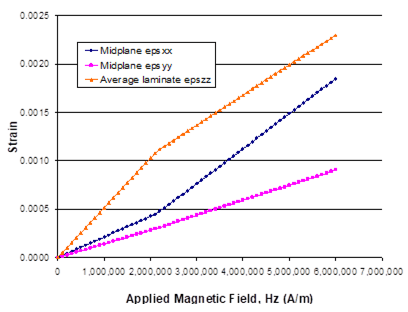 0.0025
0.0020
0.0015
0.0010
0.0005
0.0000
Strain
Midplane epsxx
Midplane epsyy
Average laminate epszz
0 1,000,000 2,000,000 3,000,000 4,000,000 5,000,000 6,000,000 7,000,000
Applied Magnetic Field, Hz (A/m)